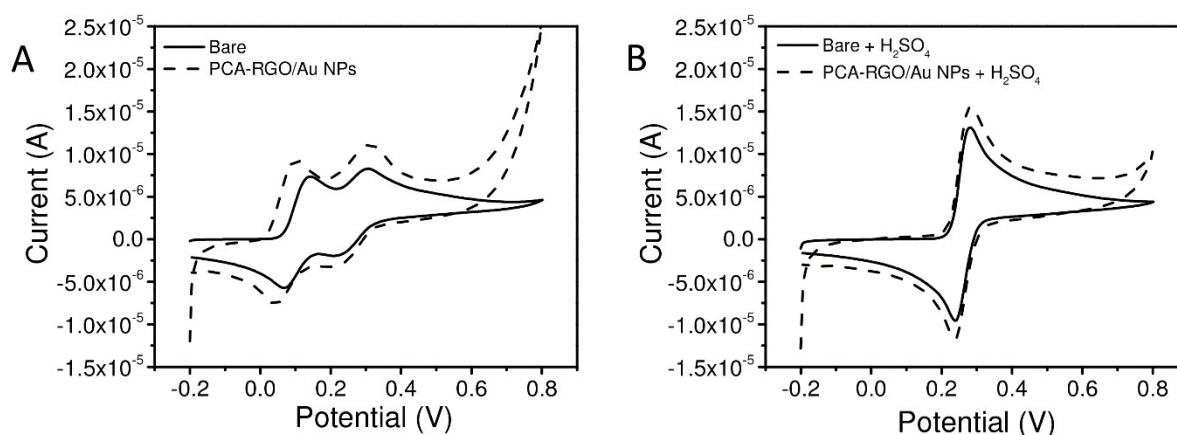 A
Bare
PCA-RGO/Au NPs
2.5x10⁻⁵
2.0x10⁻⁵
1.5x10⁻⁵
1.0x10⁻⁵
5.0x10⁻⁶
0.0
-5.0x10⁻⁶
-1.0x10⁻⁵
-1.5x10⁻⁵
Current (A)
-0.2 0.0 0.2 0.4 0.6 0.8
Potential (V)
B
Bare + H₂SO₄
PCA-RGO/Au NPs + H₂SO₄
2.5x10⁻⁵
2.0x10⁻⁵
1.5x10⁻⁵
1.0x10⁻⁵
5.0x10⁻⁶
0.0
-5.0x10⁻⁶
-1.0x10⁻⁵
-1.5x10⁻⁵
Current (A)
-0.2 0.0 0.2 0.4 0.6 0.8
Potential (V)